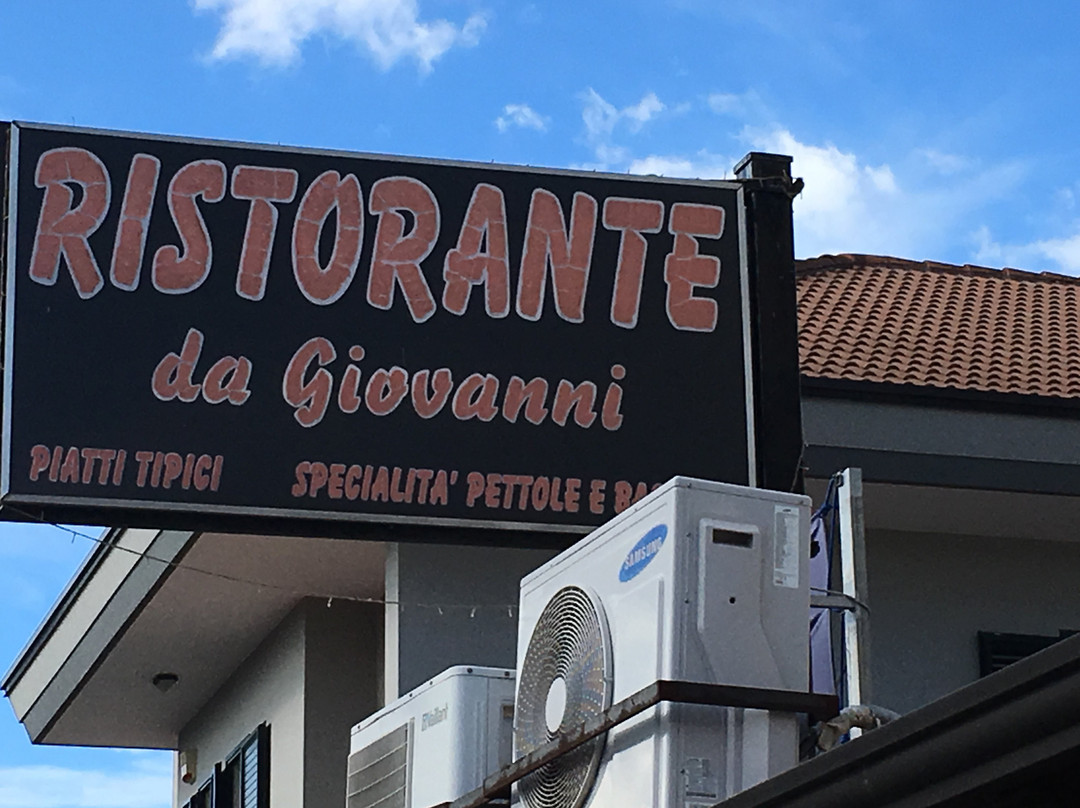 RISTORANTE
da Giovanni
PIATTI TIPICI SPECIALITA' PETTOLE E
SAMSUNG
Vaillant